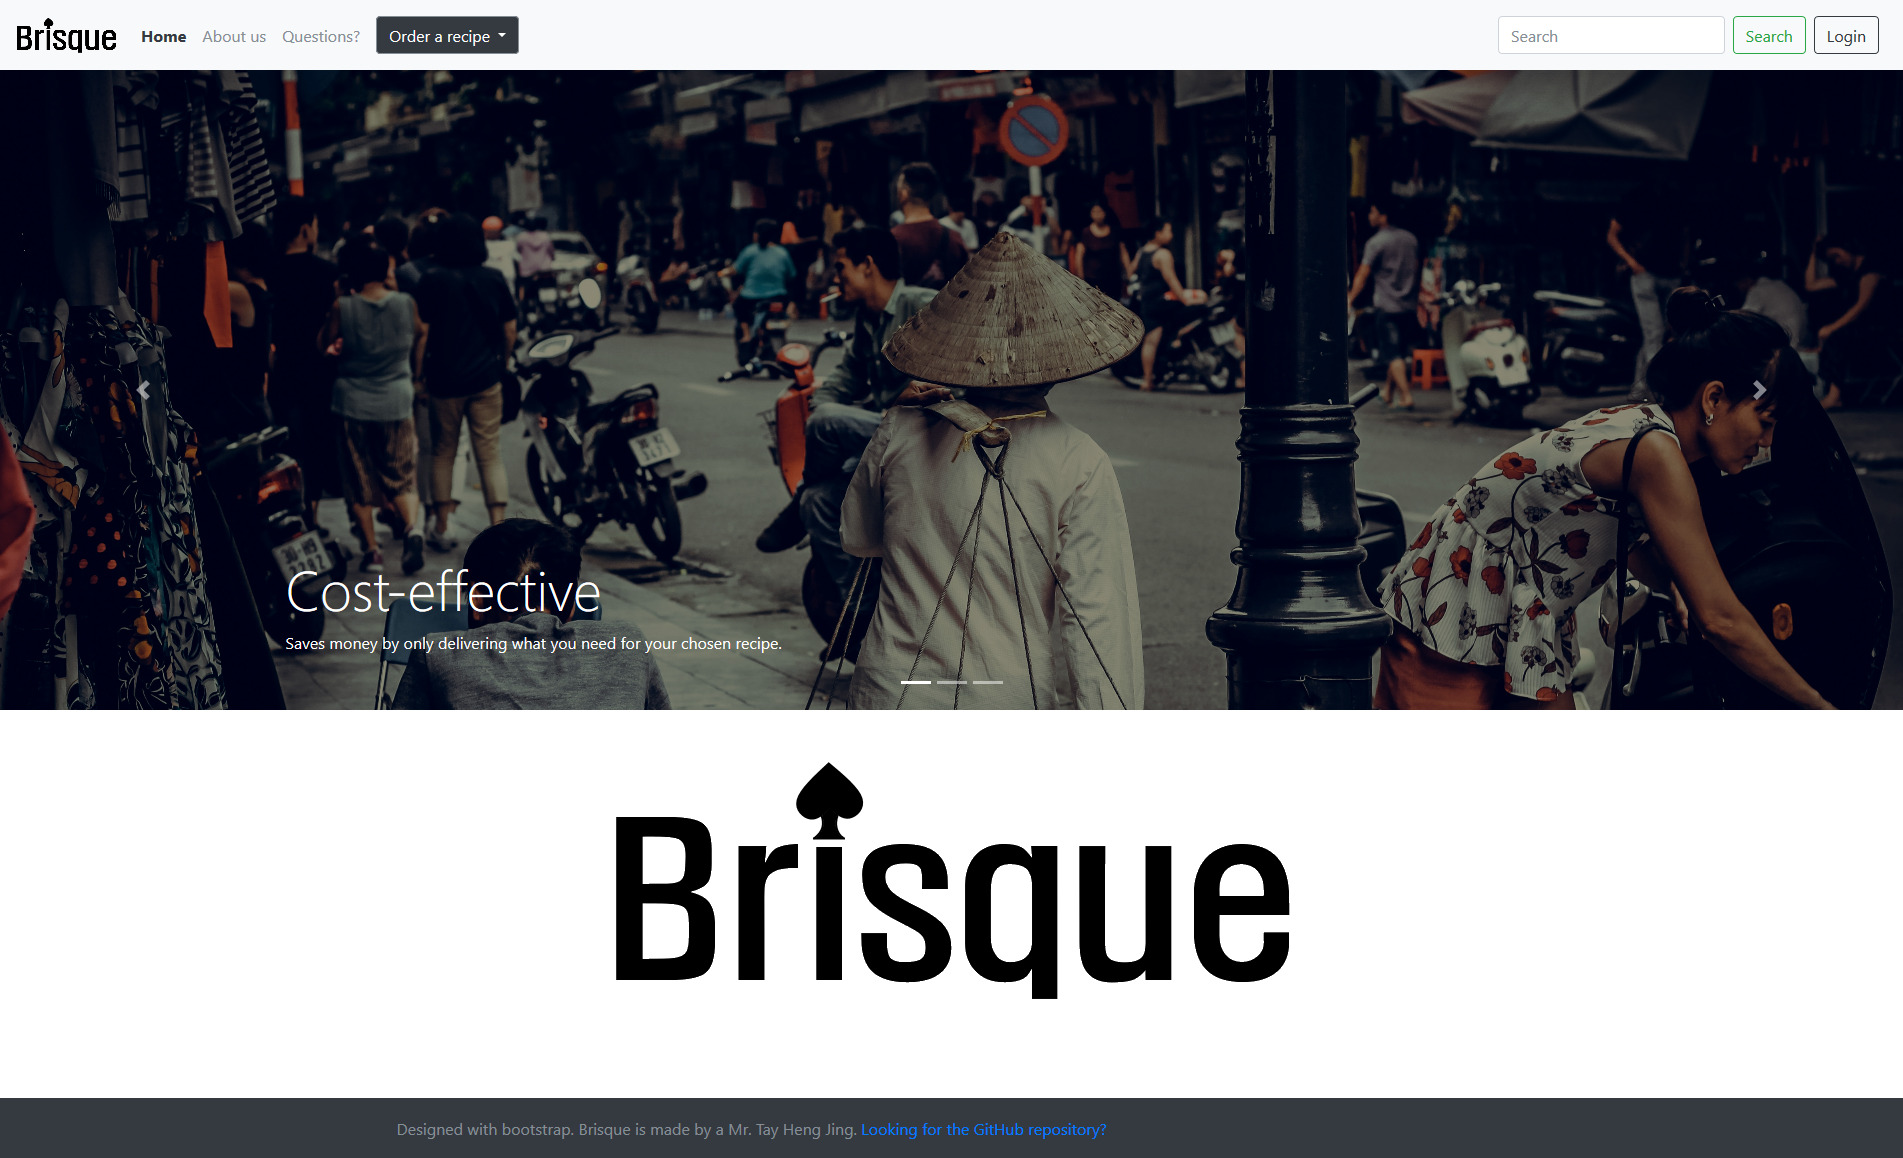 Brisque Home About us Questions? Order a recipe Search Search Login
Cost-effective
Saves money by only delivering what you need for your chosen recipe.
Brisque
Designed with bootstrap. Brisque is made by a Mr. Tay Heng Jing. Looking for the GitHub repository?